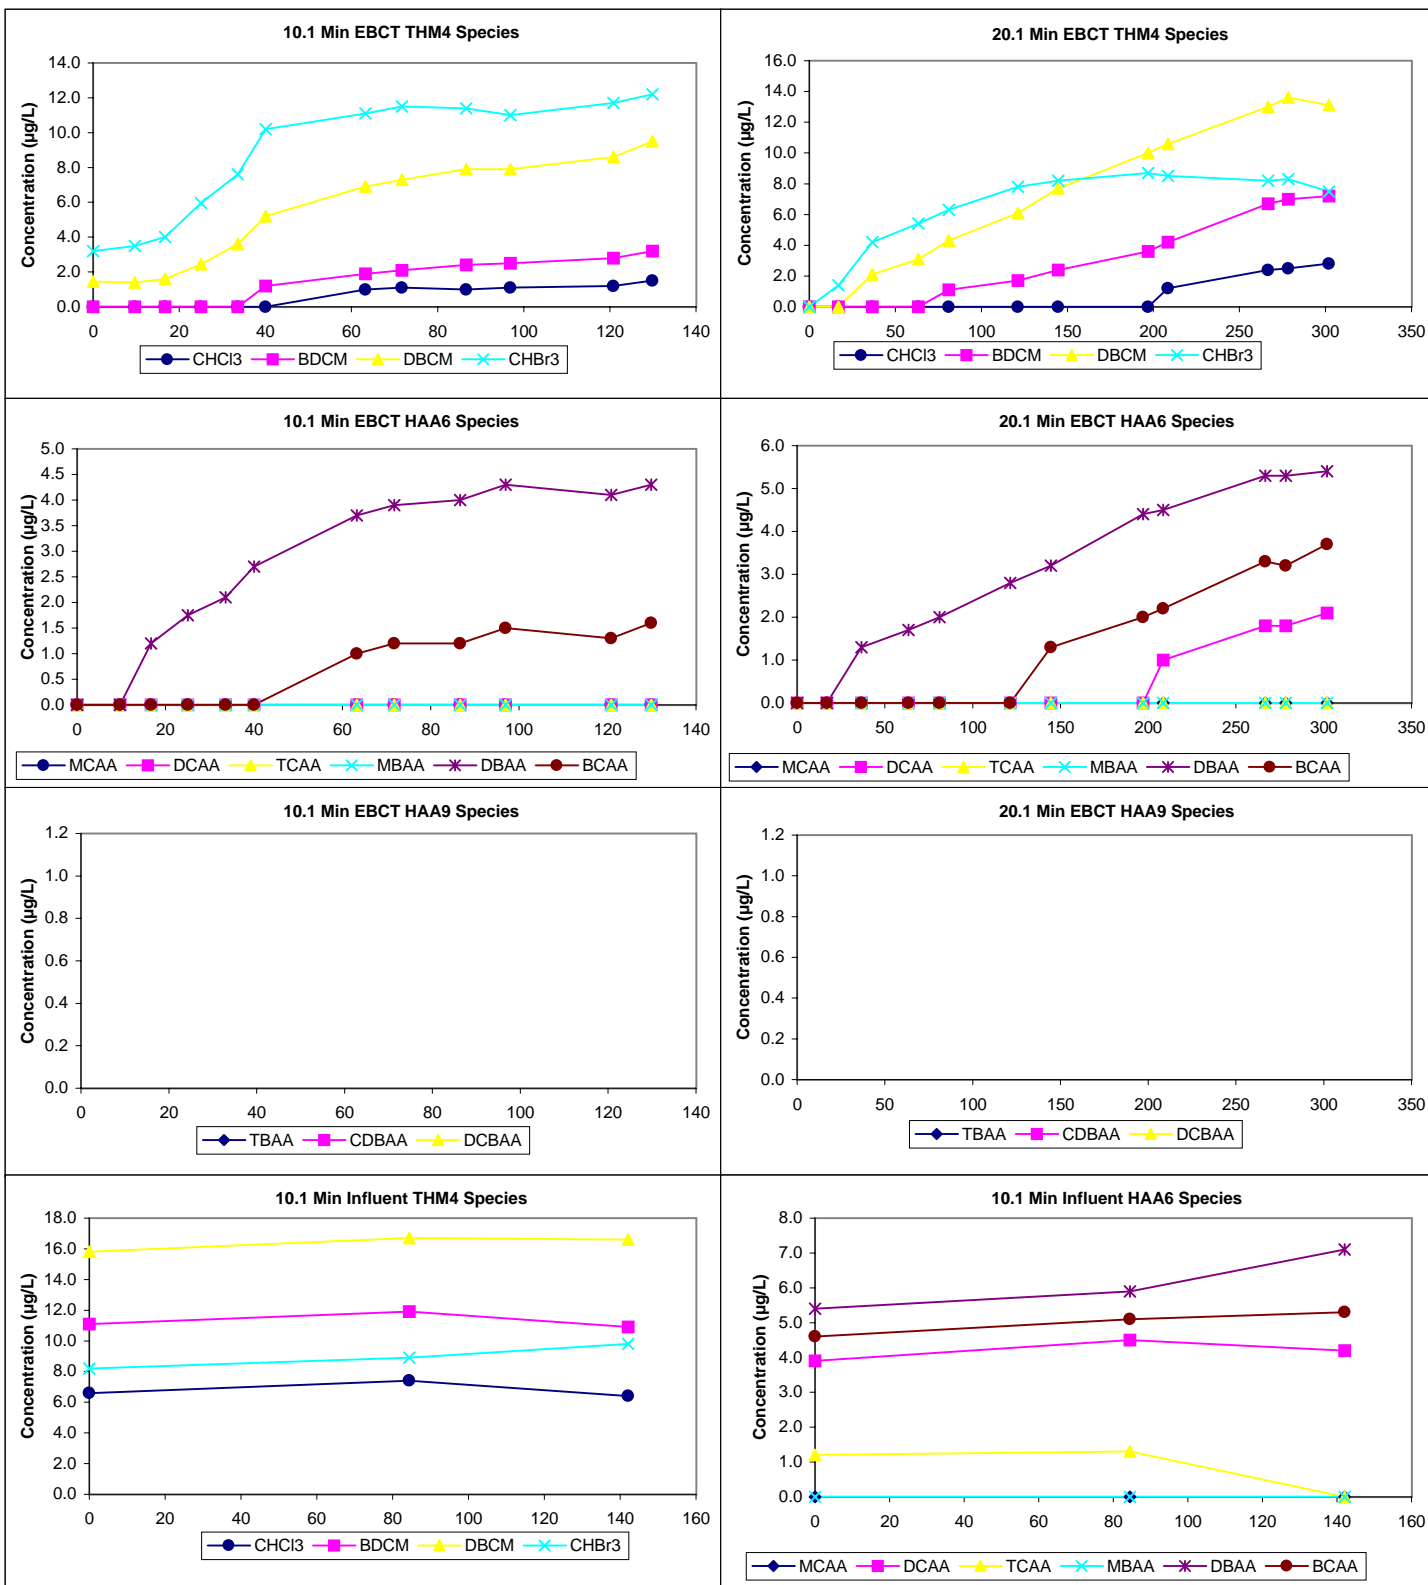 10.1 Min EBCT THM4 Species
Concentration (µg/L)
14.0
12.0
10.0
8.0
6.0
4.0
2.0
0.0
0 20 40 60 80 100 120 140
CHCl3 BDCM DBCM CHBr3
20.1 Min EBCT THM4 Species
Concentration (µg/L)
16.0
14.0
12.0
10.0
8.0
6.0
4.0
2.0
0.0
0 50 100 150 200 250 300 350
CHCl3 BDCM DBCM CHBr3
10.1 Min EBCT HAA6 Species
Concentration (µg/L)
5.0
4.5
4.0
3.5
3.0
2.5
2.0
1.5
1.0
0.5
0.0
0 20 40 60 80 100 120 140
MCAA DCAA TCAA MBAA DBAA BCAA
20.1 Min EBCT HAA6 Species
Concentration (µg/L)
6.0
5.0
4.0
3.0
2.0
1.0
0.0
0 50 100 150 200 250 300 350
MCAA DCAA TCAA MBAA DBAA BCAA
10.1 Min EBCT HAA9 Species
Concentration (µg/L)
1.2
1.0
0.8
0.6
0.4
0.2
0.0
0 20 40 60 80 100 120 140
TBAA CDBAA DCBAA
20.1 Min EBCT HAA9 Species
Concentration (µg/L)
1.2
1.0
0.8
0.6
0.4
0.2
0.0
0 50 100 150 200 250 300 350
TBAA CDBAA DCBAA
10.1 Min Influent THM4 Species
Concentration (µg/L)
18.0
16.0
14.0
12.0
10.0
8.0
6.0
4.0
2.0
0.0
0 20 40 60 80 100 120 140 160
CHCl3 BDCM DBCM CHBr3
10.1 Min Influent HAA6 Species
Concentration (µg/L)
8.0
7.0
6.0
5.0
4.0
3.0
2.0
1.0
0.0
0 20 40 60 80 100 120 140 160
MCAA DCAA TCAA MBAA DBAA BCAA